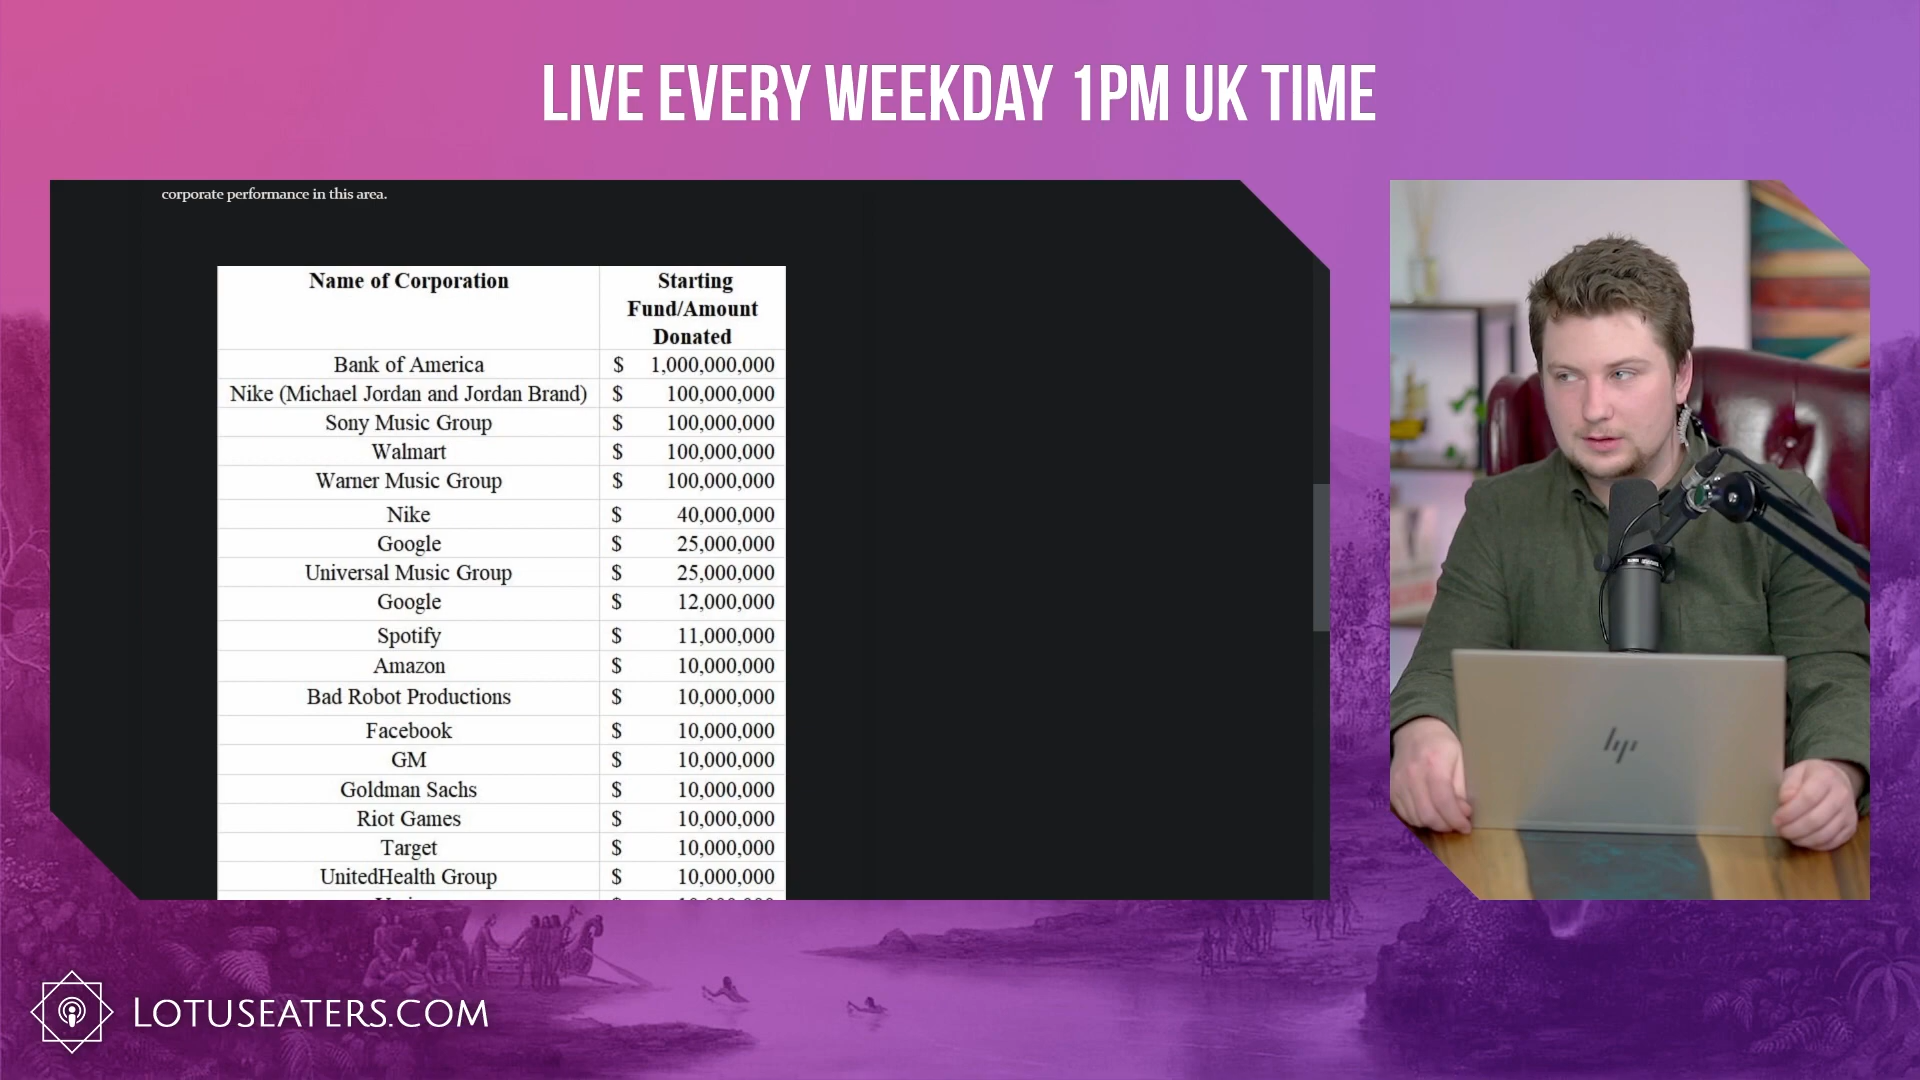 LIVE EVERY WEEKDAY 1PM UK TIME
corporate performance in this area.
Name of Corporation Starting
Fund/Amount
Donated
Bank of America $ 1,000,000,000
Nike (Michael Jordan and Jordan Brand) $ 100,000,000
Sony Music Group $ 100,000,000
Walmart $ 100,000,000
Warner Music Group $ 100,000,000
Nike $ 40,000,000
Google $ 25,000,000
Universal Music Group $ 25,000,000
Google $ 12,000,000
Spotify $ 11,000,000
Amazon $ 10,000,000
Bad Robot Productions $ 10,000,000
Facebook $ 10,000,000
GM $ 10,000,000
Goldman Sachs $ 10,000,000
Riot Games $ 10,000,000
Target $ 10,000,000
UnitedHealth Group $ 10,000,000
hp
LOTUSEATERS.COM